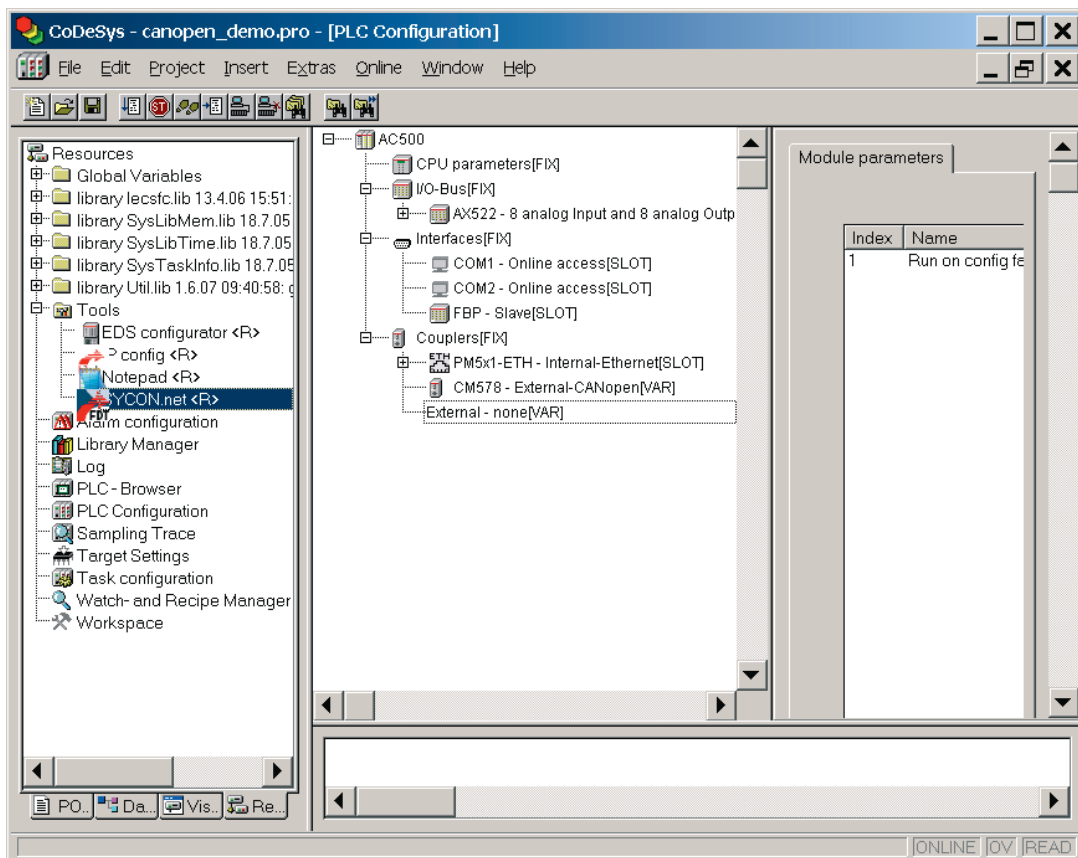 CoDeSys - canopen_demo.pro - [PLC Configuration]
File Edit Project Insert Extras Online Window Help
Resources
Global Variables
library Iecsfc.lib 13.4.06 15:51:
library SysLibMem.lib 18.7.05
library SysLibTime.lib 18.7.05
library SysTaskInfo.lib 18.7.05
library Util.lib 1.6.07 09:40:58:
Tools
EDS configurator <R>
P config <R>
Notepad <R>
YCON.net <R>
FDT
Alarm configuration
Library Manager
Log
PLC - Browser
PLC Configuration
Sampling Trace
Target Settings
Task configuration
Watch- and Recipe Manager
Workspace
PO..
Da...
Vis..
Re...
AC500
CPU parameters[FIX]
I/O-Bus[FIX]
AX522 - 8 analog Input and 8 analog Outp
Interfaces[FIX]
COM1 - Online access[SLOT]
COM2 - Online access[SLOT]
FBP - Slave[SLOT]
Couplers[FIX]
ETH PM5x1-ETH - Internal-Ethernet[SLOT]
CM578 - External-CANopen[VAR]
External - none[VAR]
Module parameters
Index Name
1 Run on config fa
ONLINE OV READ